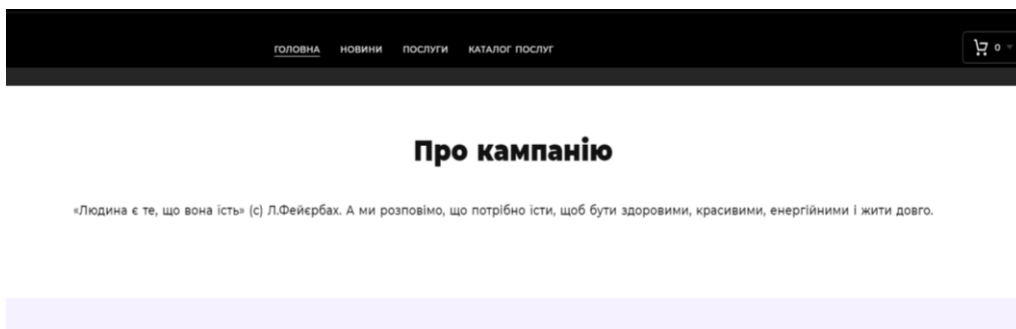 ГОЛОВНА НОВИНИ ПОСЛУГИ КАТАЛОГ ПОСЛУГ 0
Про кампанію
«Людина є те, що вона їсть» (с) Л.Фейєрбах. А ми розповімо, що потрібно їсти, щоб бути здоровими, красивими, енергійними і жити довго.